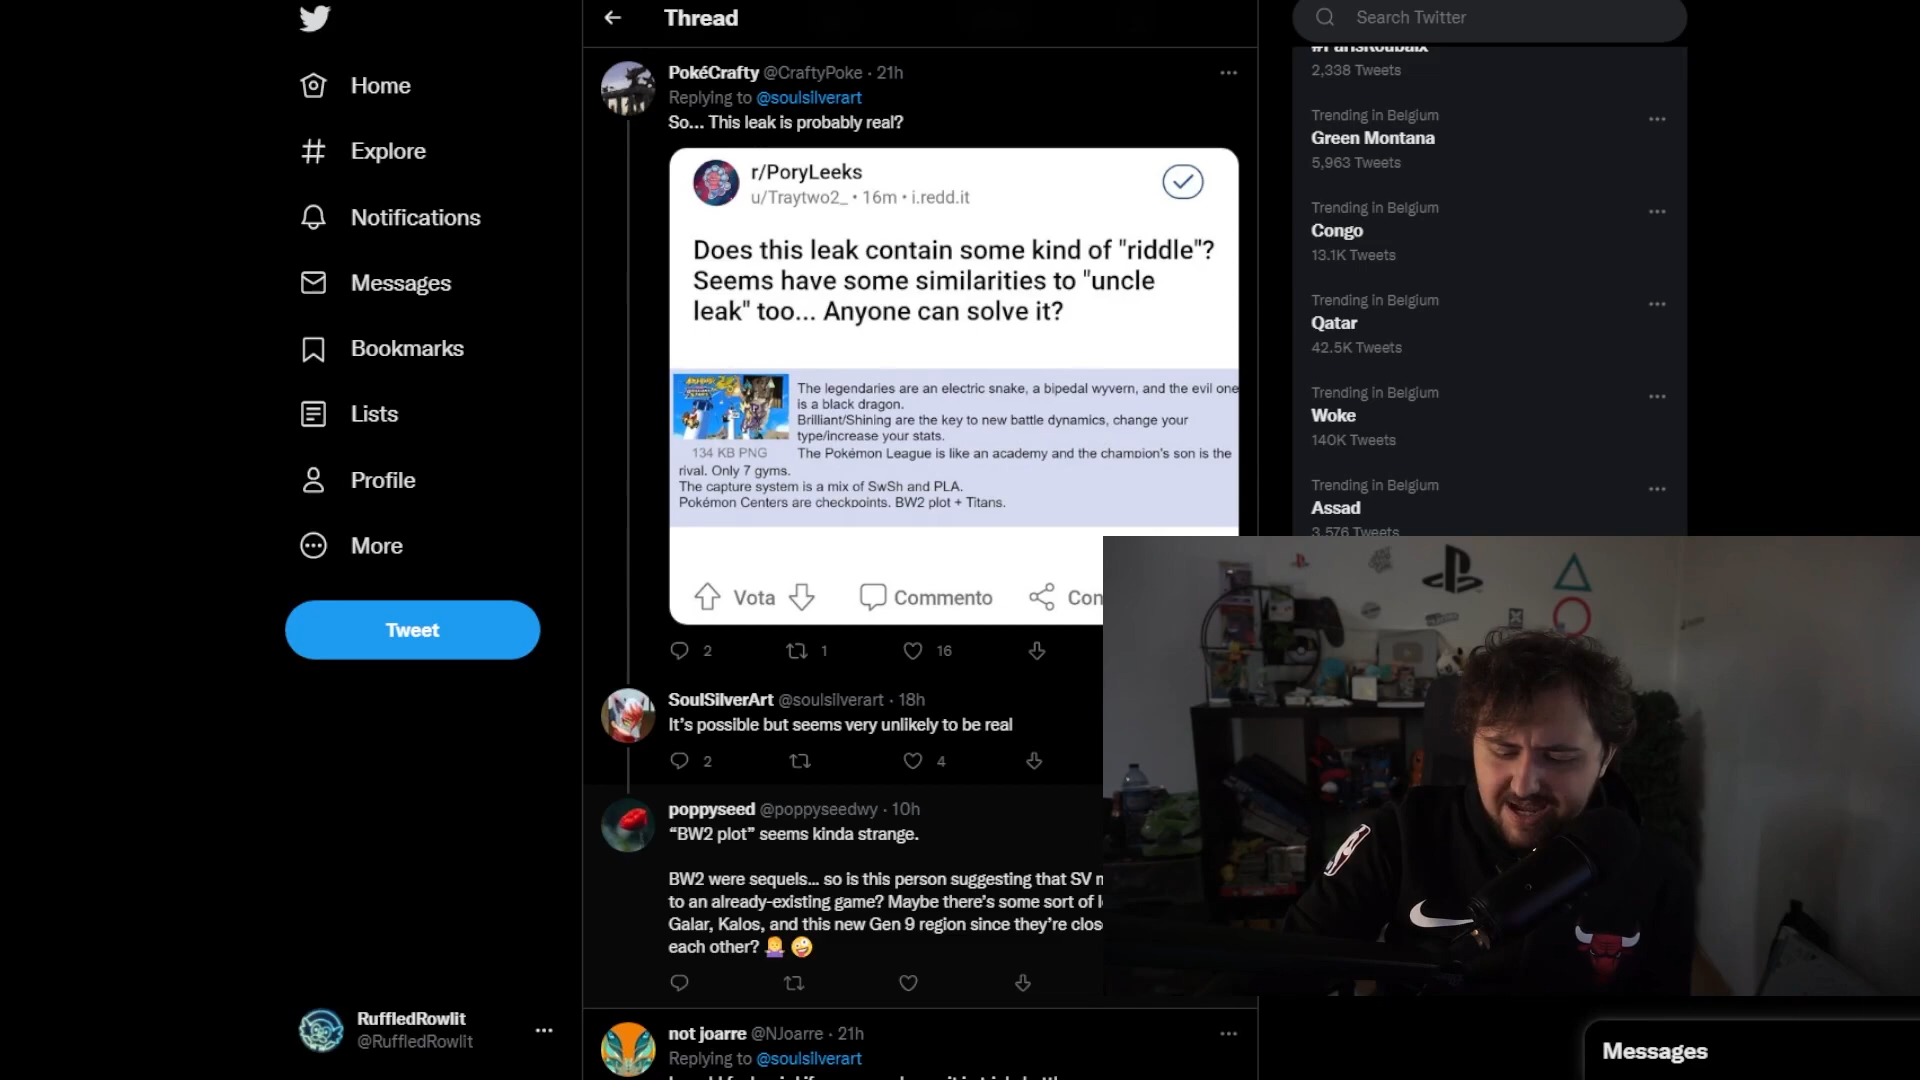 Home
Explore
Notifications
Messages
Bookmarks
Lists
Profile
More
Tweet
RuffledRowlit
@RuffledRowlit
Thread
PokéCrafty @CraftyPoke · 21h
Replying to @soulsilverart
So... This leak is probably real?
r/PoryLeeks
u/Traytwo2_ • 16m • i.redd.it
Does this leak contain some kind of "riddle"?
Seems have some similarities to "uncle
leak" too... Anyone can solve it?
The legendaries are an electric snake, a bipedal wyvern, and the evil one
is a black dragon.
Brilliant/Shining are the key to new battle dynamics, change your
type/increase your stats.
134 KB PNG
The Pokémon League is like an academy and the champion's son is the
rival. Only 7 gyms.
The capture system is a mix of SwSh and PLA.
Pokémon Centers are checkpoints. BW2 plot + Titans.
Vota
Commento
Con
2
1
16
SoulSilverArt @soulsilverart · 18h
It's possible but seems very unlikely to be real
2
4
poppyseed @poppyseedwy · 10h
“BW2 plot” seems kinda strange.
BW2 were sequels... so is this person suggesting that SV
to an already-existing game? Maybe there's some sort of
Galar, Kalos, and this new Gen 9 region since they're clos
each other?
not joarre @NJoarre · 21h
Replying to @soulsilverart
Search Twitter
#ParisRoubaix
2,338 Tweets
Trending in Belgium
Green Montana
5,963 Tweets
Trending in Belgium
Congo
13.1K Tweets
Trending in Belgium
Qatar
42.5K Tweets
Trending in Belgium
Woke
140K Tweets
Trending in Belgium
Assad
3,576 Tweets
Messages